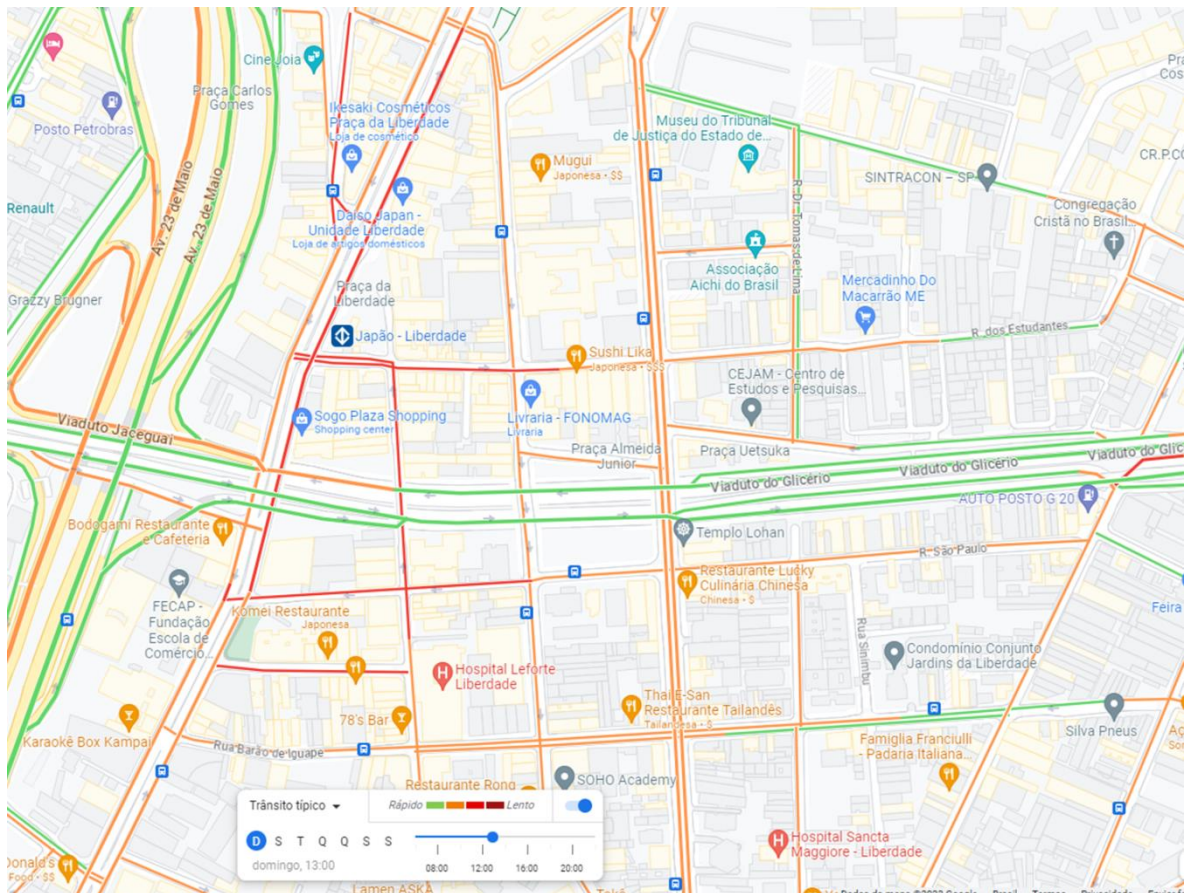 Cine Joia
Praça Carlos
Gomes
Posto Petrobras
Ikesaki Cosméticos
Praça da Liberdade
Loja de cosmético
Museu do Tribunal
de Justiça do Estado de...
Mugui
Japonesa • $$
SINTRACON – SP
CR.P.CO
Congregação
Cristã no Brasil...
Renault
Av. 23 de Maio
Av. 23 de Maio
Daiso Japan -
Unidade Liberdade
Loja de artigos domésticos
R. Dr. Tomás de Lima
Associação
Aichi do Brasil
Mercadinho Do
Macarrão ME
Grazzy Brugner
Praça da
Liberdade
Japão - Liberdade
R. dos Estudantes
Sushi Lika
Japonesa • $$$
CEJAM - Centro de
Estudos e Pesquisas...
Sogo Plaza Shopping
Shopping center
Livraria - FONOMAG
Livraria
Viaduto Jaceguai
Praça Almeida
Junior
Praça Uetsuka
Viaduto do Glicério
Viaduto do Glicério
Viaduto do Glic
AUTO POSTO G 20
Bodogami Restaurante
e Cafeteria
Templo Lohan
R. São Paulo
Restaurante Lucky
Culinária Chinesa
Chinesa • $
FECAP -
Fundação
Escola de
Comércio...
Komei Restaurante
Japonesa
Feira
Rua Sinimbu
Condomínio Conjunto
Jardins da Liberdade
Hospital Leforte
Liberdade
Thai E-San
Restaurante Tailandês
Tailandesa • $
78's Bar
Karaokê Box Kampai
Rua Barão de Iguape
Silva Pneus
Famiglia Franciulli
- Padaria Italiana...
Restaurante Rong
SOHO Academy
Trânsito típico
Rápido
Lento
D S T Q Q S S
domingo, 13:00
08:00 12:00 16:00 20:00
Hospital Sancta
Maggiore - Liberdade
Donald's
Food • $$
Lamen ASKA